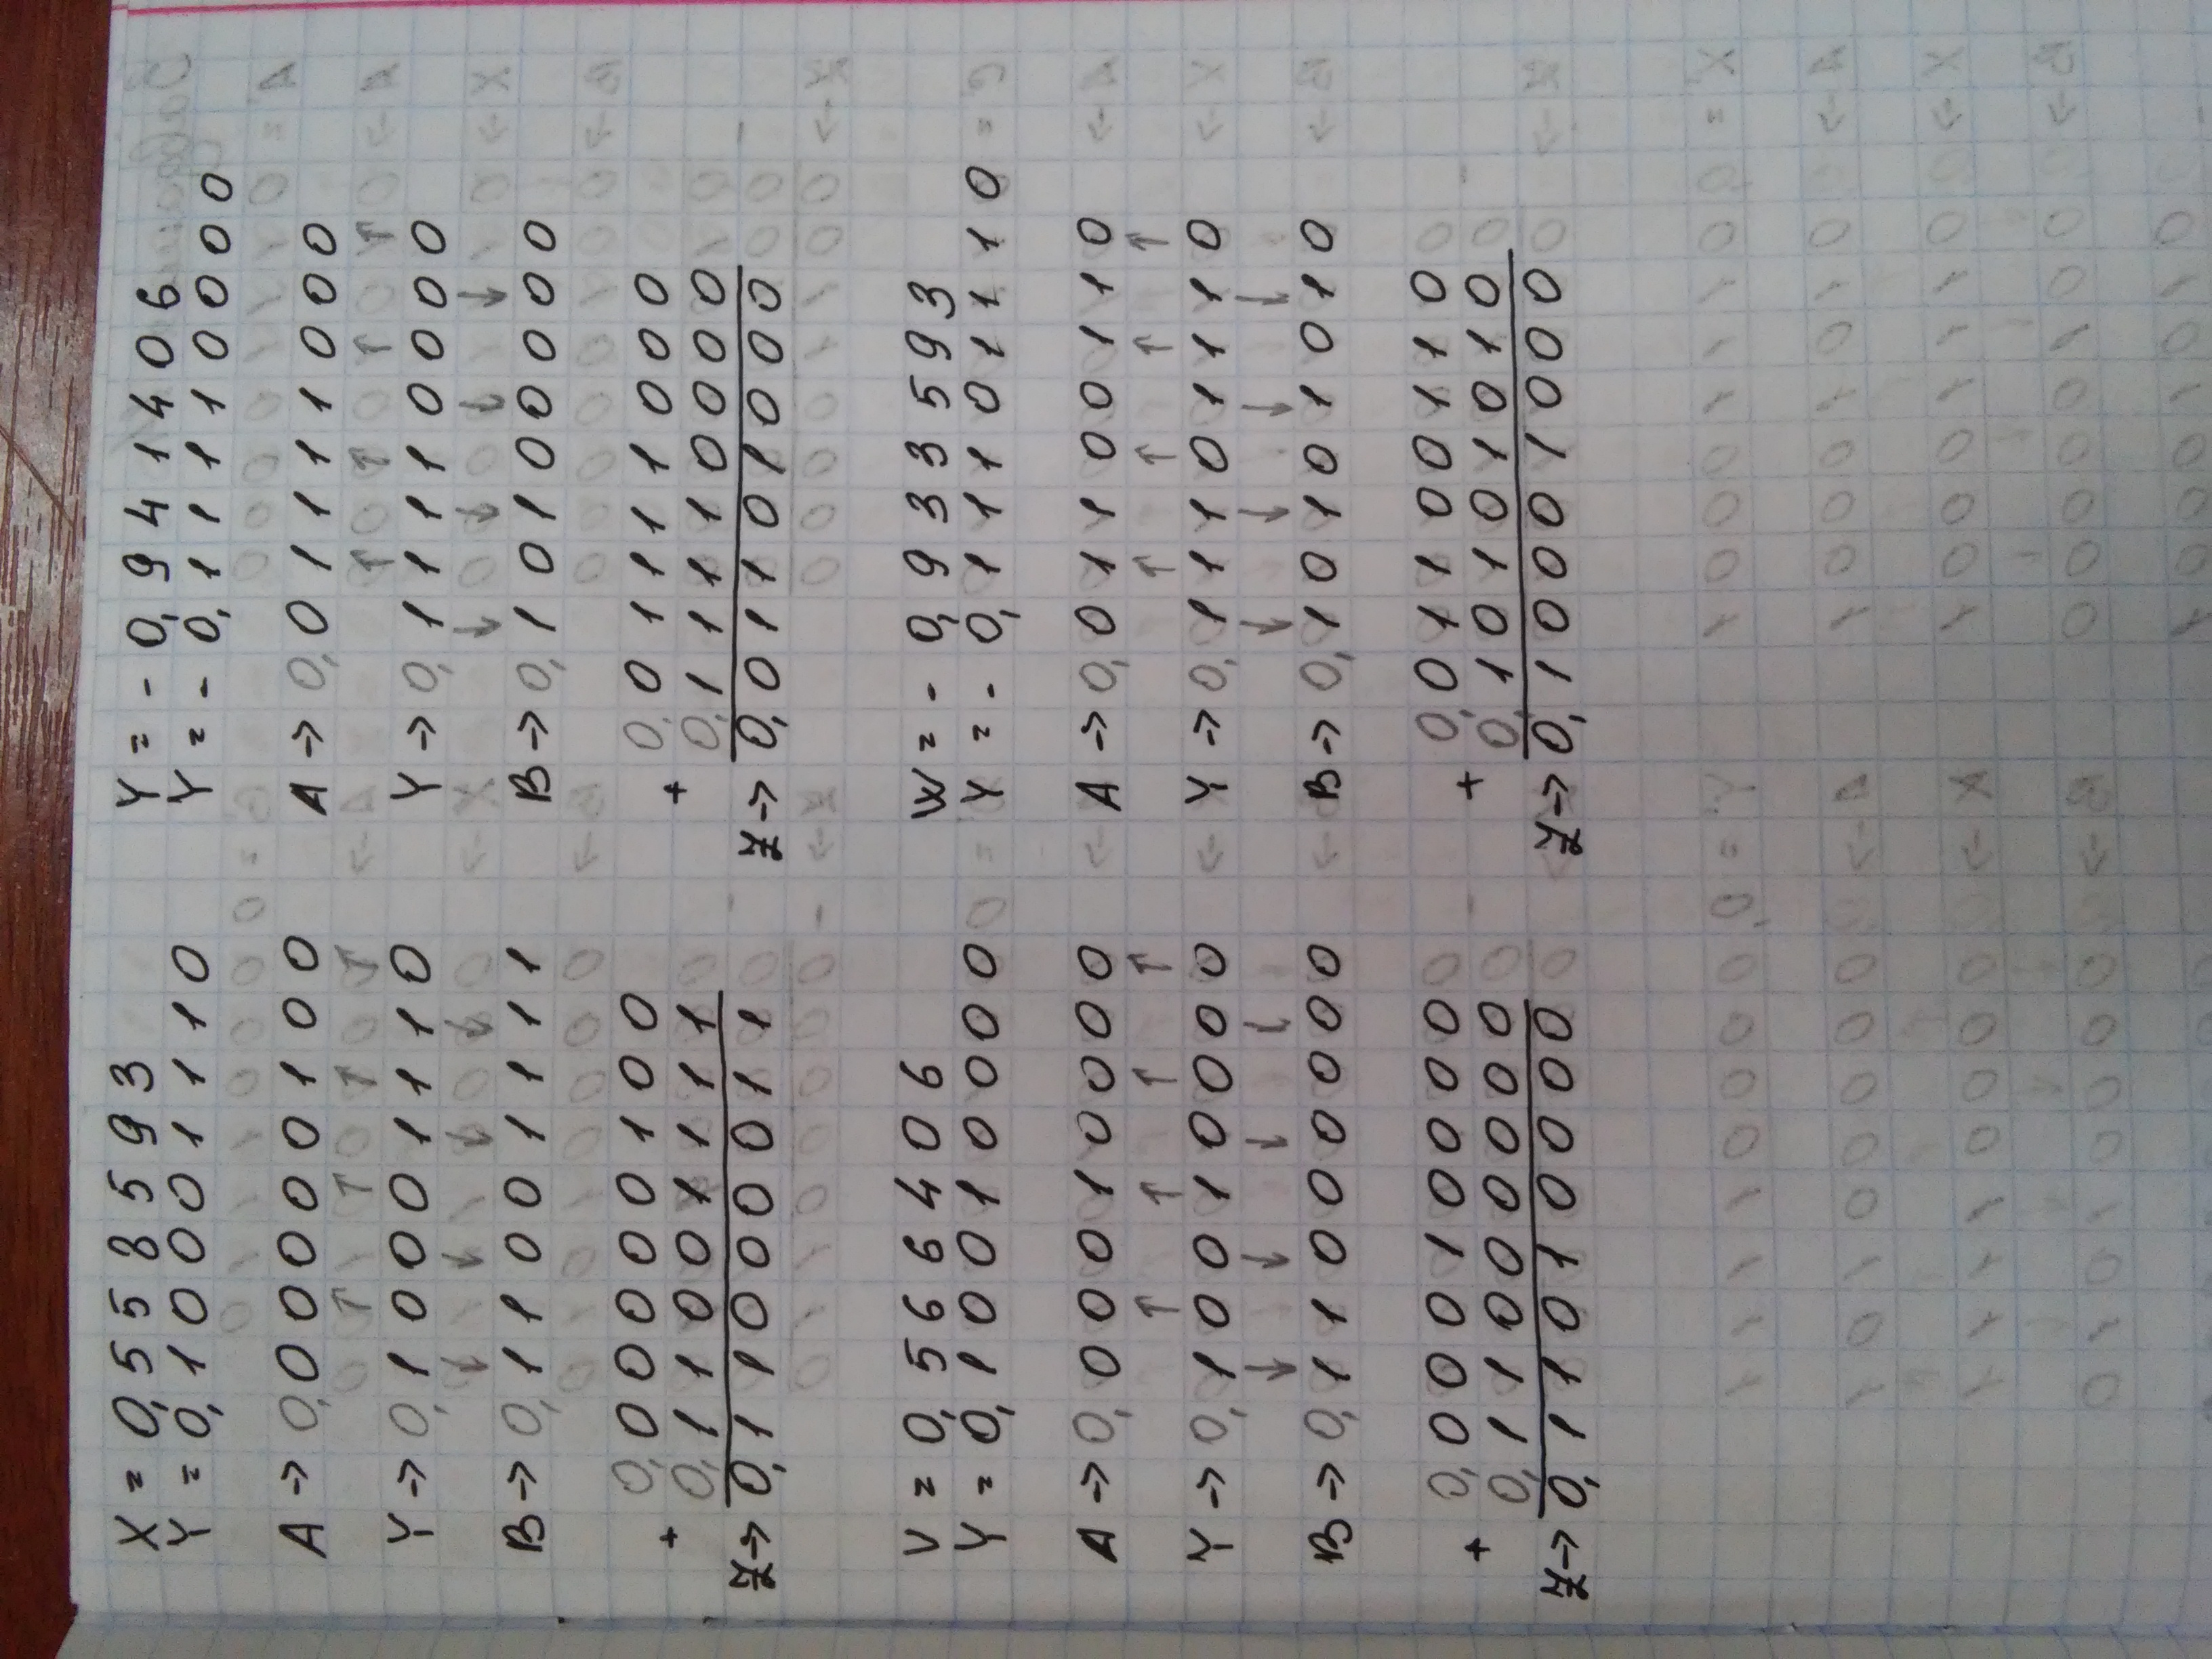 X = 0,558593
Y = 0,10001110
A → 0,00000100
Y → 0,10001110
B → 0,11001111
0,00000100
+
0,11001111
Z → 0,11000011
Y = - 0,941406
Y = - 0,11110000
A → 0,01111000
Y → 0,11110000
B → 0,10100000
0,01111000
+
0,11110000
Z → 0,01101000
V = 0,566406
Y = 0,10010000
A → 0,00010000
Y → 0,10010000
B → 0,11000000
0,00010000
+
0,11000000
Z → 0,11010000
W = - 0,933593
Y = - 0,11101110
A → 0,01100110
Y → 0,11101110
B → 0,10101010
0,01100110
+
0,10101010
Z → 0,10001000